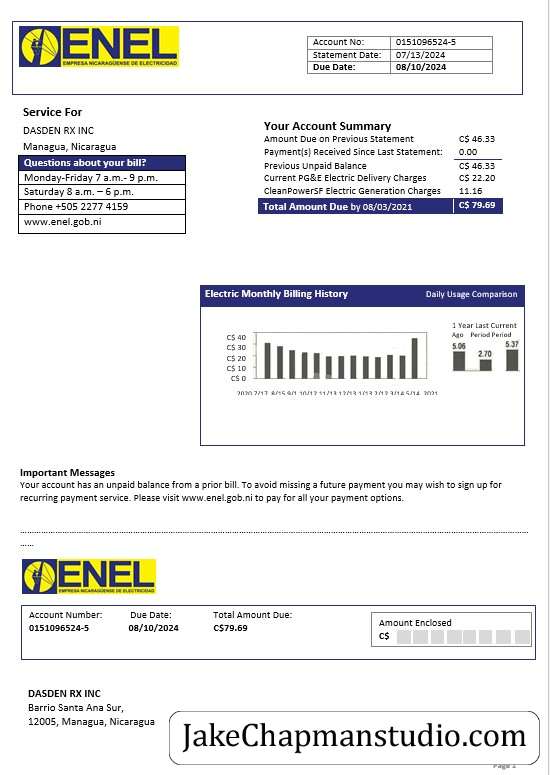 ENEL
EMPRESA NICARAGÜENSE DE ELECTRICIDAD
Account No: 0151096524-5
Statement Date: 07/13/2024
Due Date: 08/10/2024
Service For
DASDEN RX INC
Managua, Nicaragua
Questions about your bill?
Monday-Friday 7 a.m.- 9 p.m.
Saturday 8 a.m. – 6 p.m.
Phone +505 2277 4159
www.enel.gob.ni
Your Account Summary
Amount Due on Previous Statement C$ 46.33
Payment(s) Received Since Last Statement: 0.00
Previous Unpaid Balance C$ 46.33
Current PG&E Electric Delivery Charges C$ 22.20
CleanPowerSF Electric Generation Charges 11.16
Total Amount Due by 08/03/2021 C$ 79.69
Electric Monthly Billing History Daily Usage Comparison
1 Year Last Current
Ago Period Period
5.06 2.70 5.37
C$ 40
C$ 30
C$ 20
C$ 10
C$ 0
2020 7/17 8/15 9/1 10/12 11/13 12/13 1/13 2/12 3/14 5/14 2021
Important Messages
Your account has an unpaid balance from a prior bill. To avoid missing a future payment you may wish to sign up for
recurring payment service. Please visit www.enel.gob.ni to pay for all your payment options.
ENEL
EMPRESA NICARAGÜENSE DE ELECTRICIDAD
Account Number: Due Date: Total Amount Due:
0151096524-5 08/10/2024 C$79.69
Amount Enclosed
C$
DASDEN RX INC
Barrio Santa Ana Sur,
12005, Managua, Nicaragua
JakeChapmanstudio.com